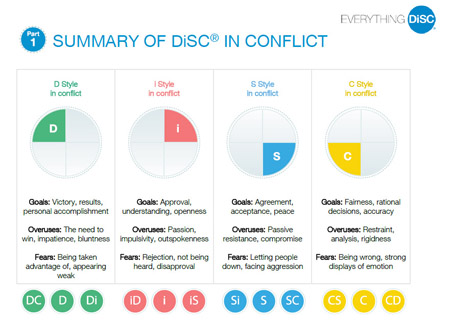 EVERYTHING DiSC®
Part
1
SUMMARY OF DiSC® IN CONFLICT
D Style
in conflict
D
Goals: Victory, results,
personal accomplishment
Overuses: The need to
win, impatience, bluntness
Fears: Being taken
advantage of, appearing
weak
DC D Di
i Style
in conflict
i
Goals: Approval,
understanding, openness
Overuses: Passion,
impulsivity, outspokenness
Fears: Rejection, not being
heard, disapproval
iD i iS
S Style
in conflict
S
Goals: Agreement,
acceptance, peace
Overuses: Passive
resistance, compromise
Fears: Letting people
down, facing aggression
Si S SC
C Style
in conflict
C
Goals: Fairness, rational
decisions, accuracy
Overuses: Restraint,
analysis, rigidness
Fears: Being wrong, strong
displays of emotion
CS C CD